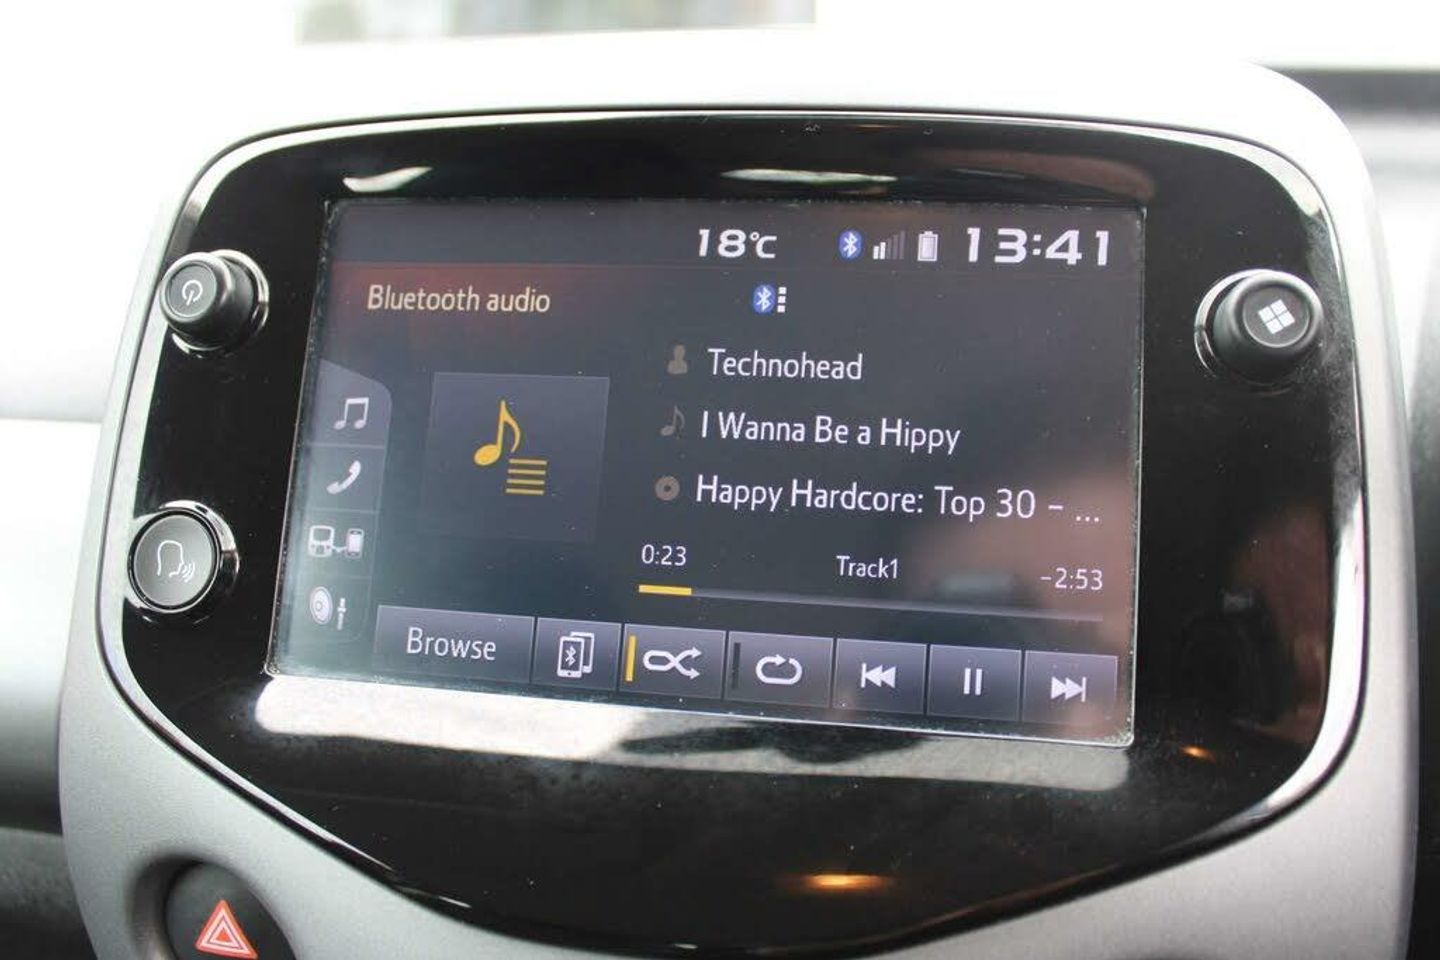 18°C 13:41
Bluetooth audio
Technohead
I Wanna Be a Hippy
Happy Hardcore: Top 30 - ...
0:23 Track1 -2:53
Browse